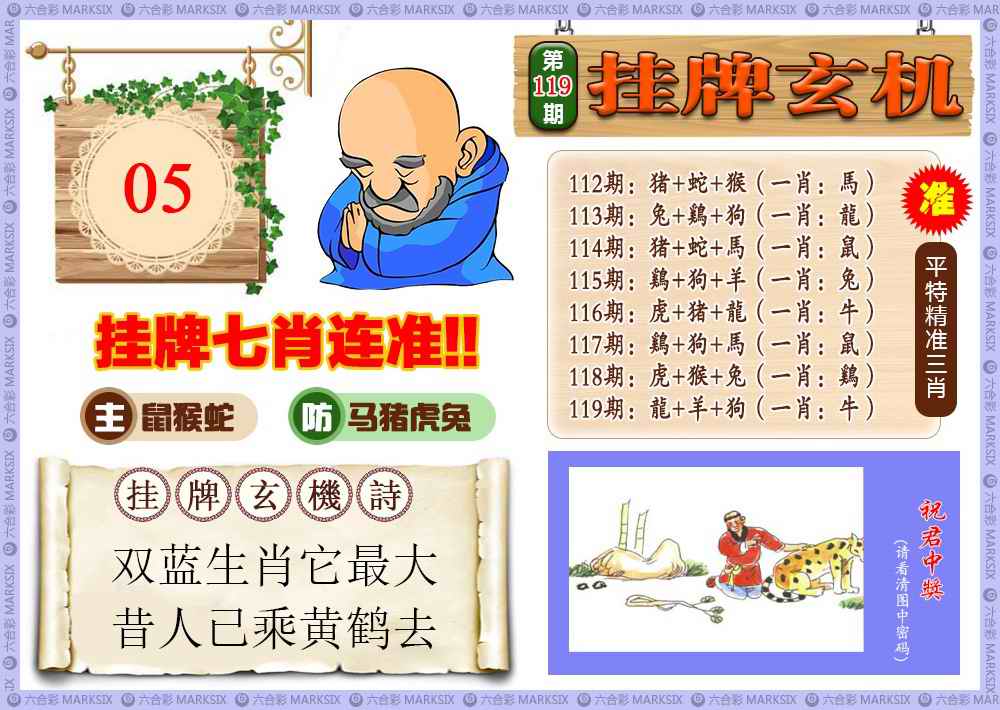 六合彩 MARKSIX
第
119
期
挂牌玄机
05
挂牌七肖连准!!
主 鼠猴蛇
防 马猪虎兔
挂牌玄機詩
双蓝生肖它最大
昔人已乘黄鹤去
112期：猪+蛇+猴（一肖：馬）
113期：兔+鷄+狗（一肖：龍）
114期：猪+蛇+馬（一肖：鼠）
115期：鷄+狗+羊（一肖：兔）
116期：虎+猪+龍（一肖：牛）
117期：鷄+狗+馬（一肖：鼠）
118期：虎+猴+兔（一肖：鷄）
119期：龍+羊+狗（一肖：牛）
准
平特精准三肖
祝君中獎
(请看清图中密码)